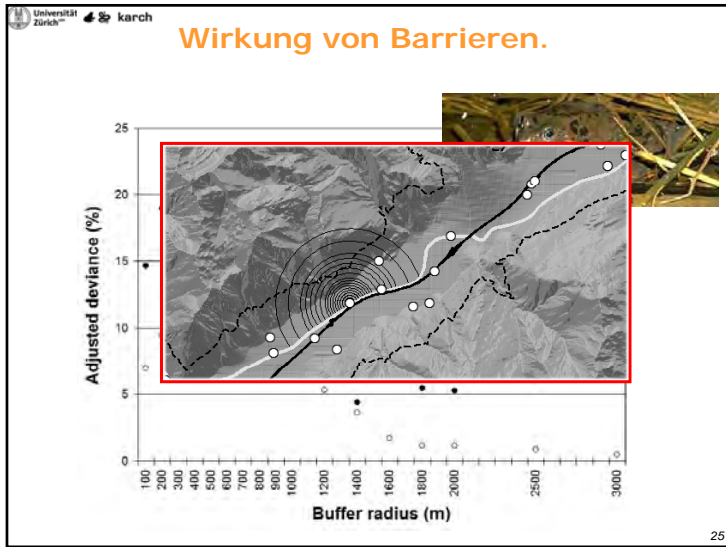 Universität Zürich UZH karch
Wirkung von Barrieren.
Adjusted deviance (%)
25
20
15
10
5
0
100 200 300 400 500 600 700 800 900 1000 1200 1400 1600 1800 2000 2500 3000
Buffer radius (m)
25